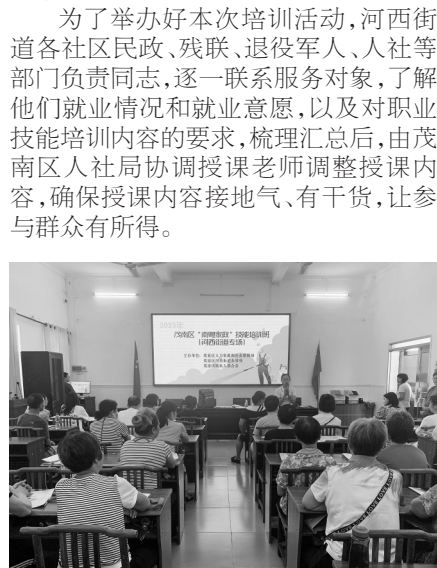 为了举办好本次培训活动,河西街
道各社区民政、残联、退役军人、人社等
部门负责同志,逐一联系服务对象,了解
他们就业情况和就业意愿,以及对职业
技能培训内容的要求,梳理汇总后,由茂
南区人社局协调授课老师调整授课内
容,确保授课内容接地气、有干货,让参
与群众有所得。
茂南区“南粤家政”技能培训班
(河西街道专场)